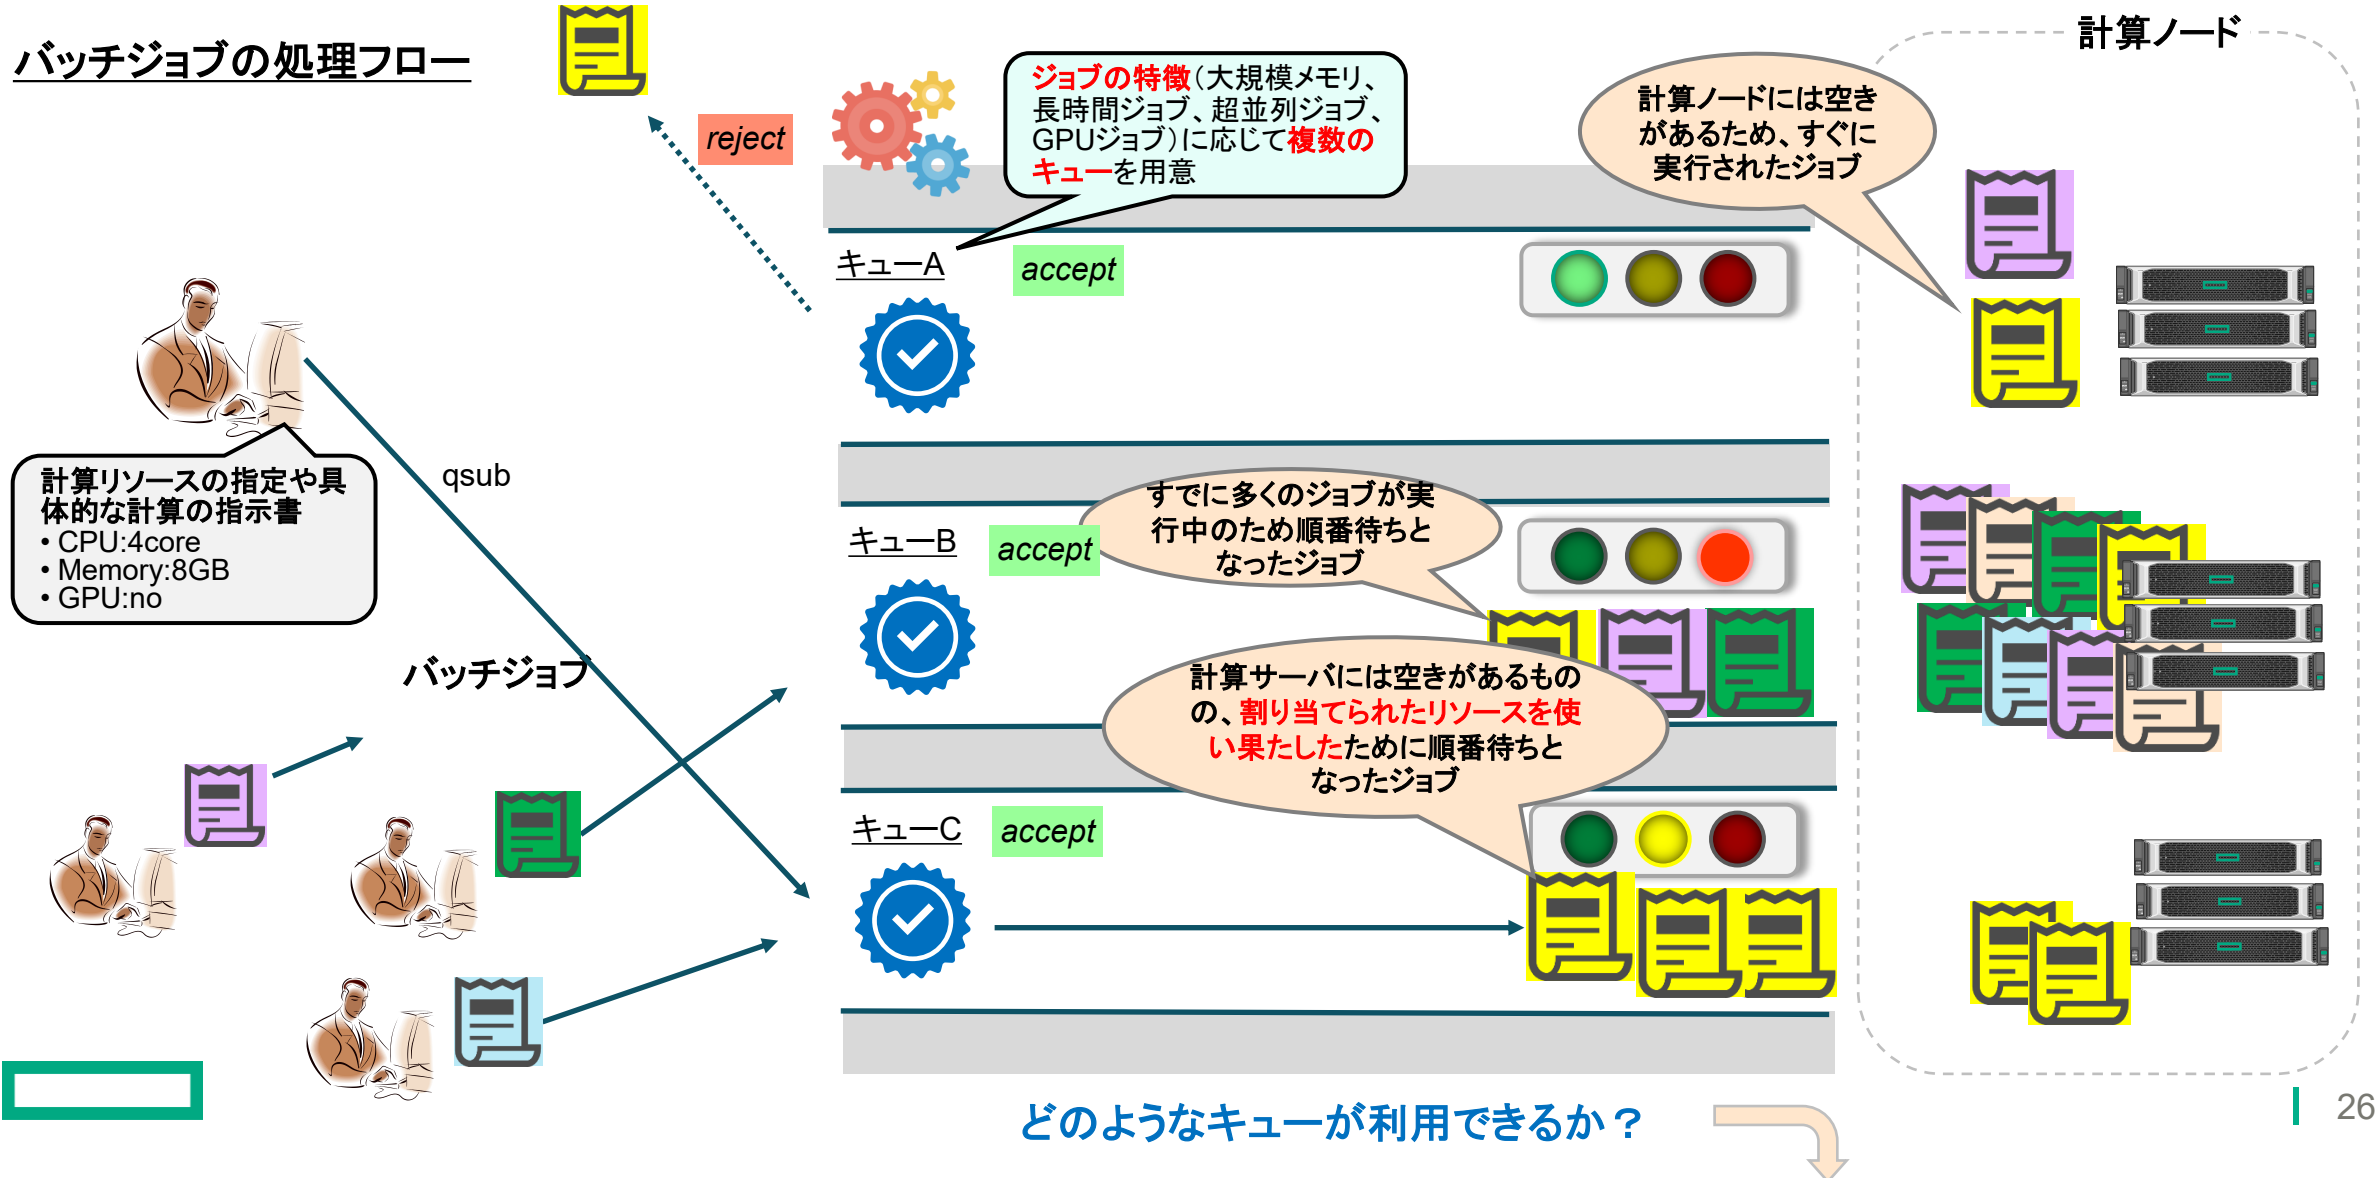 バッチジョブの処理フロー
reject
ジョブの特徴（大規模メモリ、
長時間ジョブ、超並列ジョブ、
GPUジョブ）に応じて複数の
キューを用意
計算ノードには空き
があるため、すぐに
実行されたジョブ
計算ノード
キューA
accept
qsub
計算リソースの指定や具
体的な計算の指示書
• CPU:4core
• Memory:8GB
• GPU:no
すでに多くのジョブが実
行中のため順番待ちと
なったジョブ
キューB
accept
バッチジョブ
計算サーバには空きがあるもの
の、割り当てられたリソースを使
い果たしたために順番待ちと
なったジョブ
キューC
accept
どのようなキューが利用できるか？
26